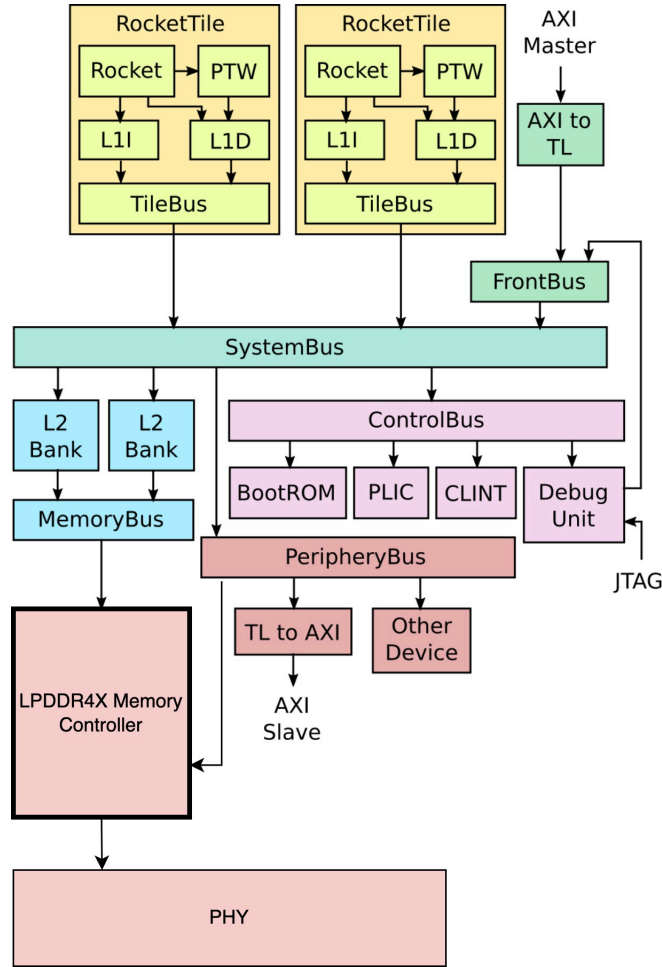 RocketTile
RocketTile
AXI
Master
Rocket
PTW
Rocket
PTW
L1I
L1D
L1I
L1D
AXI to
TL
TileBus
TileBus
FrontBus
SystemBus
L2
Bank
L2
Bank
ControlBus
BootROM
PLIC
CLINT
Debug
Unit
MemoryBus
PeripheryBus
JTAG
TL to AXI
Other
Device
LPDDR4X Memory
Controller
AXI
Slave
PHY